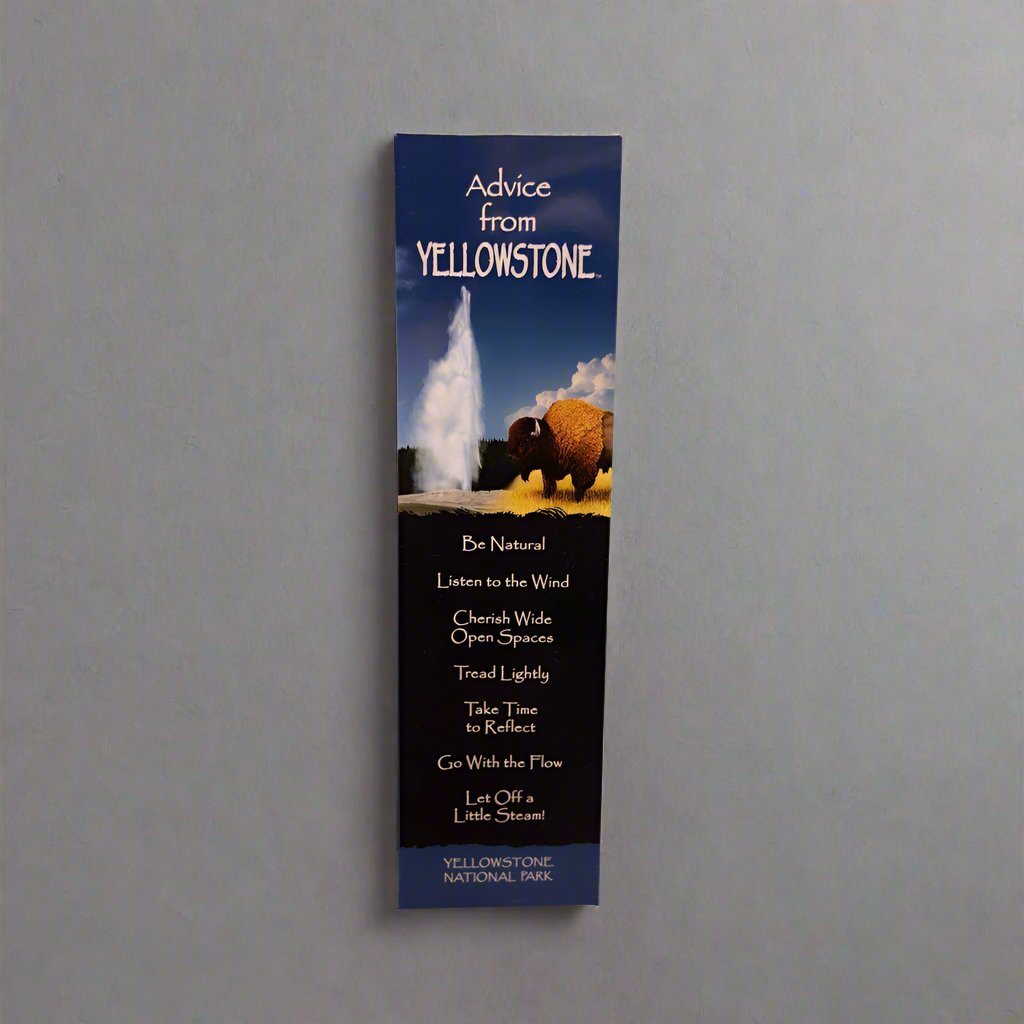 Advice
from
YELLOWSTONE™
Be Natural
Listen to the Wind
Cherish Wide
Open Spaces
Tread Lightly
Take Time
to Reflect
Go With the Flow
Let Off a
Little Steam!
YELLOWSTONE
NATIONAL PARK